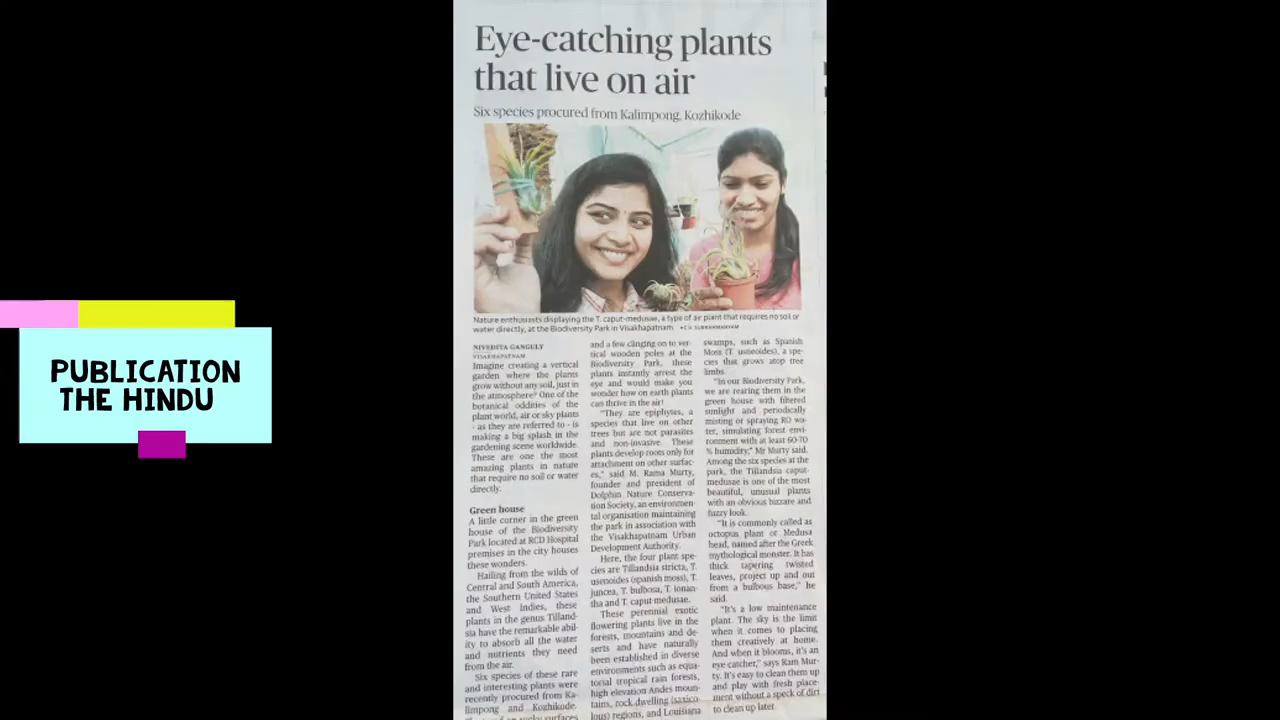 Eye-catching plants
that live on air
Six species procured from Kalimpong, Kozhikode
Nature enthusiasts displaying the T. caput-medusae, a type of air plant that requires no soil or
water directly, at the Biodiversity Park in Visakhapatnam.
NIVEDITA GANGULY
VISAKHAPATNAM
Imagine creating a vertical
garden where the plants
grow without any soil, just in
the atmosphere? One of the
botanical oddities of the
plant world, air or sky plants
- as they are referred to - is
making a big splash in the
gardening scene worldwide.
These are one the most
amazing plants in nature
that require no soil or water
directly.
Green house
A little corner in the green
house of the Biodiversity
Park located at RCD Hospital
premises in the city houses
these wonders.
Hailing from the wilds of
Central and South America,
the Southern United States
and West Indies, these
plants in the genus Tilland-
sia have the remarkable abil-
ity to absorb all the water
and nutrients they need
from the air.
Six species of these rare
and interesting plants were
recently procured from Ka-
limpong and Kozhikode.
surfaces
and a few clinging on to ver-
tical wooden poles at the
Biodiversity Park, these
plants instantly arrest the
eye and would make you
wonder how on earth plants
can thrive in the air!
"They are epiphytes, a
species that live on other
trees but are not parasites
and non-invasive. These
plants develop roots only for
attachment on other surfac-
es," said M. Rama Murty,
founder and president of
Dolphin Nature Conserva-
tion Society, an environmen-
tal organisation maintaining
the park in association with
the Visakhapatnam Urban
Development Authority.
Here, the four plant spe-
cies are Tillandsia stricta, T.
usenoides (spanish moss), T.
juncea, T. bulbosa, T. ionan-
tha and T. caput-medusae.
These perennial exotic
flowering plants live in the
forests, mountains and de-
serts and have naturally
been established in diverse
environments such as equa-
torial tropical rain forests,
high elevation Andes moun-
tains, rock dwelling (saxico-
lous) regions, and Louisiana
swamps, such as Spanish
Moss (T usneoides), a spe-
cies that grows atop tree
limbs.
"In our Biodiversity Park,
we are rearing them in the
green house with filtered
sunlight and periodically
misting or spraying RO wa-
ter, simulating forest envi-
ronment with at least 60-70
% humidity," Mr Murty said.
Among the six species at the
park, the Tillandsia caput-
medusae is one of the most
beautiful, unusual plants
with an obvious bizzare and
fuzzy look.
"It is commonly called as
octopus plant or Medusa
head, named after the Greek
mythological monster. It has
thick tapering twisted
leaves, project up and out
from a bulbous base," he
said.
"It's a low maintenance
plant. The sky is the limit
when it comes to placing
them creatively at home.
And when it blooms, it's an
eye catcher," says Ram Mur-
ty. It's easy to clean them up
and play with fresh place-
ment without a speck of dirt
to clean up later.
PUBLICATION
THE HINDU